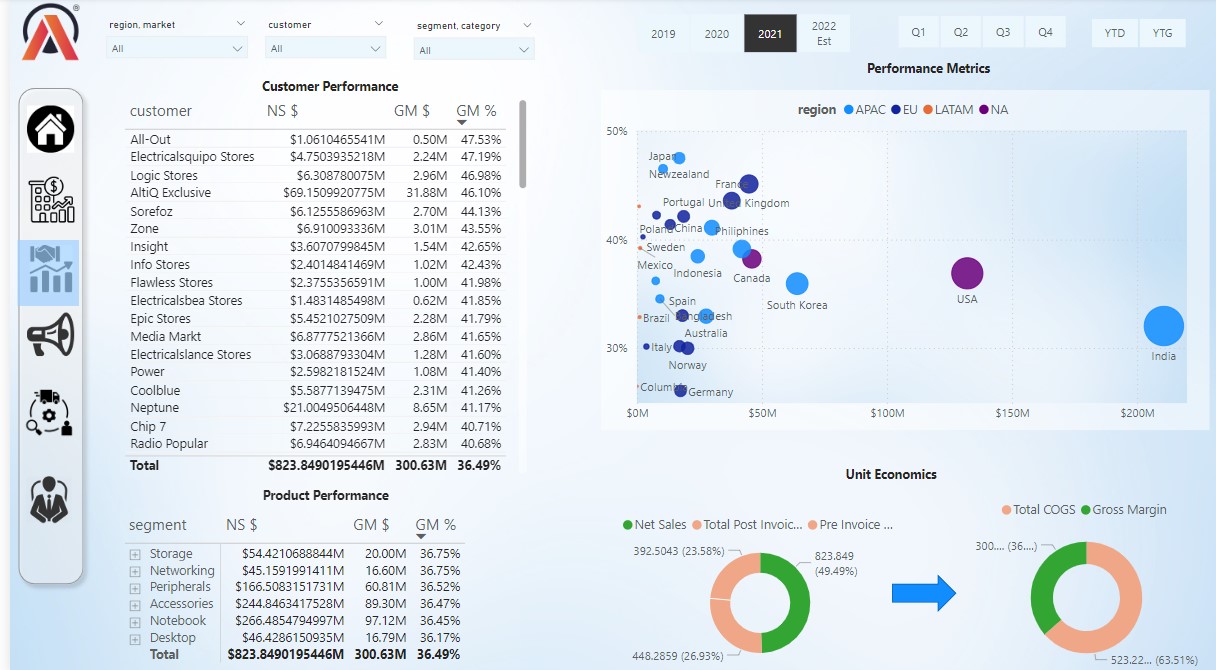 region, market
All
customer
All
segment, category
All
2019
2020
2021
2022
Est
Q1
Q2
Q3
Q4
YTD
YTG
Customer Performance
customer NS $ GM $ GM %
All-Out $1.0610465541M 0.50M 47.53%
Electricalsquipo Stores $4.7503935218M 2.24M 47.19%
Logic Stores $6.308780075M 2.96M 46.98%
AltiQ Exclusive $69.1509920775M 31.88M 46.10%
Sorefoz $6.1255586963M 2.70M 44.13%
Zone $6.910093336M 3.01M 43.55%
Insight $3.6070799845M 1.54M 42.65%
Info Stores $2.4014841469M 1.02M 42.43%
Flawless Stores $2.3755356591M 1.00M 41.98%
Electricalsbea Stores $1.4831485498M 0.62M 41.85%
Epic Stores $5.4521027509M 2.28M 41.79%
Media Markt $6.8777521366M 2.86M 41.65%
Electricalslance Stores $3.0688793304M 1.28M 41.60%
Power $2.5982181524M 1.08M 41.40%
Coolblue $5.5877139475M 2.31M 41.26%
Neptune $21.0049506448M 8.65M 41.17%
Chip 7 $7.2255835993M 2.94M 40.71%
Radio Popular $6.9464094667M 2.83M 40.68%
Total $823.8490195446M 300.63M 36.49%
Product Performance
segment NS $ GM $ GM %
Storage $54.4210688844M 20.00M 36.75%
Networking $45.1591991411M 16.60M 36.75%
Peripherals $166.5083151731M 60.81M 36.52%
Accessories $244.8463417528M 89.30M 36.47%
Notebook $266.4854794997M 97.12M 36.45%
Desktop $46.4286150935M 16.79M 36.17%
Total $823.8490195446M 300.63M 36.49%
Performance Metrics
region APAC EU LATAM NA
50%
40%
30%
Japan
Newzealand
France
Portugal
United Kingdom
Poland
China
Philiphines
Sweden
Mexico
Indonesia
Canada
South Korea
USA
Spain
Brazil
Bangladesh
Australia
India
Italy
Norway
Columbia
Germany
$0M
$50M
$100M
$150M
$200M
Unit Economics
Net Sales Total Post Invoic... Pre Invoice ...
392.5043 (23.58%)
823.849
(49.49%)
448.2859 (26.93%)
Total COGS Gross Margin
300.... (36....)
523.22... (63.51%)